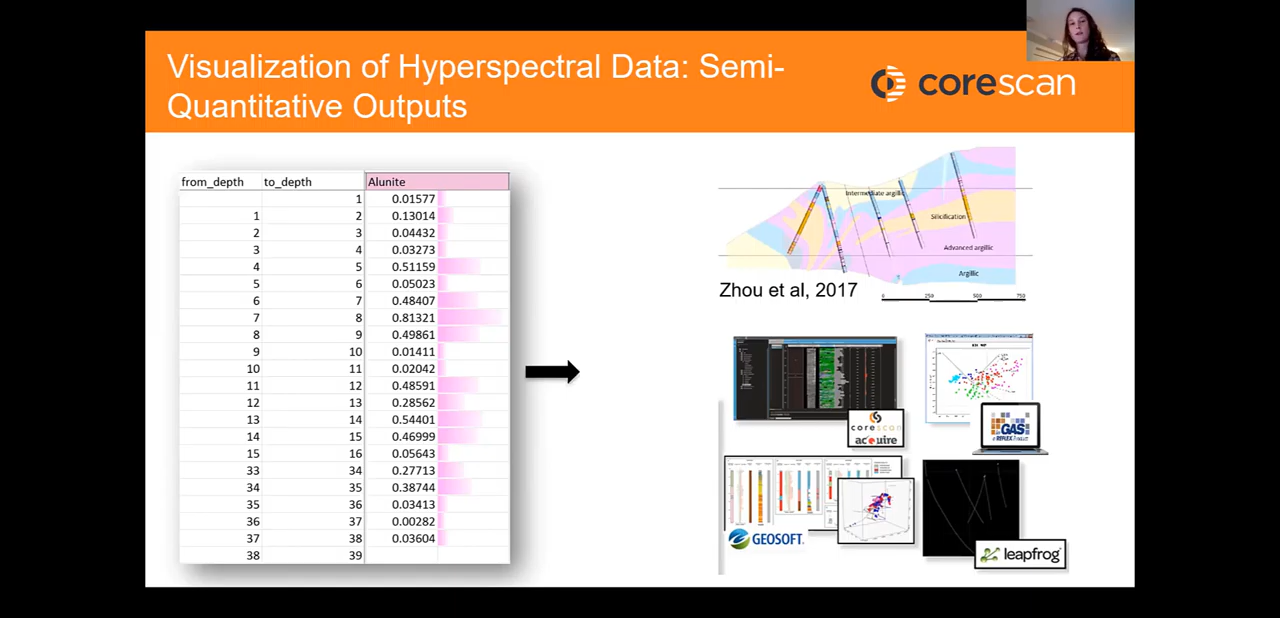 Visualization of Hyperspectral Data: Semi-
Quantitative Outputs
corescan
from_depth to_depth Alunite
1 0.01577
1 2 0.13014
2 3 0.04432
3 4 0.03273
4 5 0.51159
5 6 0.05023
6 7 0.48407
7 8 0.81321
8 9 0.49861
9 10 0.01411
10 11 0.02042
11 12 0.48591
12 13 0.28562
13 14 0.54401
14 15 0.46999
15 16 0.05643
33 34 0.27713
34 35 0.38744
35 36 0.03413
36 37 0.00282
37 38 0.03604
38 39
Intermediate argillic
Silicification
Advanced argillic
Argillic
Zhou et al, 2017
0 250 500 750
corescan
acQuire
GAS
GEOSOFT.
leapfrog